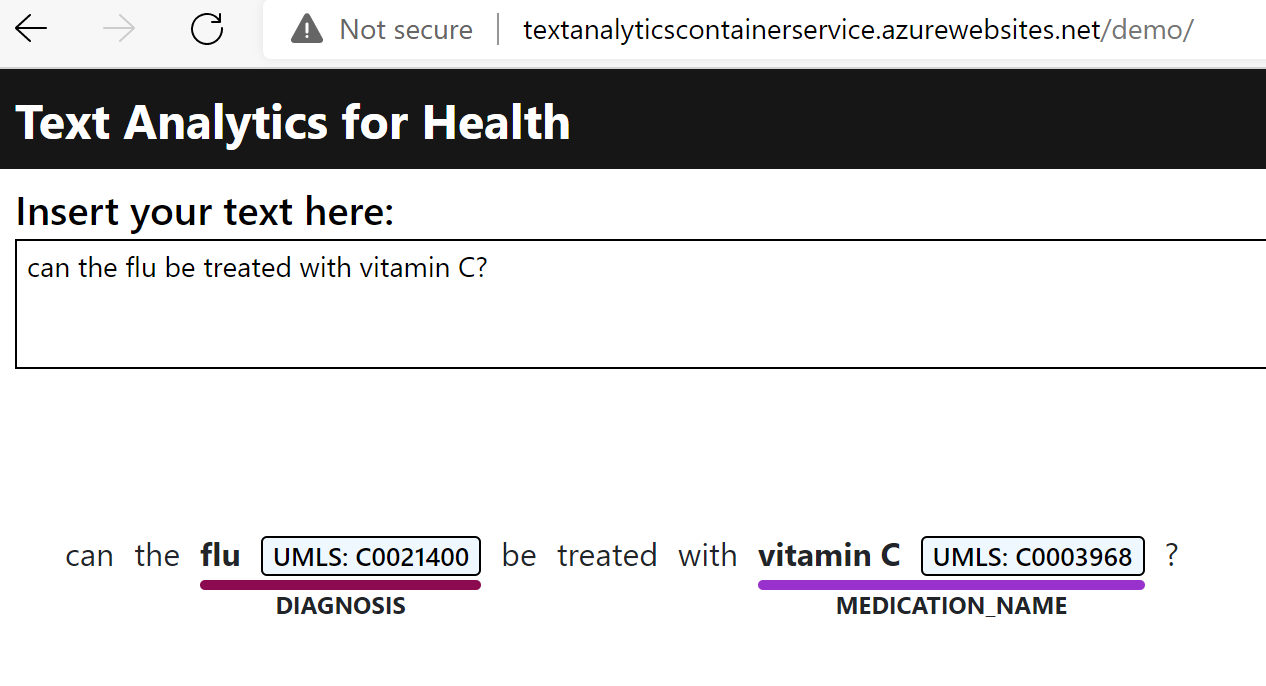 Not secure | textanalyticscontainerservice.azurewebsites.net/demo/
Text Analytics for Health
Insert your text here:
can the flu be treated with vitamin C?
can the flu UMLS: C0021400 be treated with vitamin C UMLS: C0003968 ?
DIAGNOSIS MEDICATION_NAME